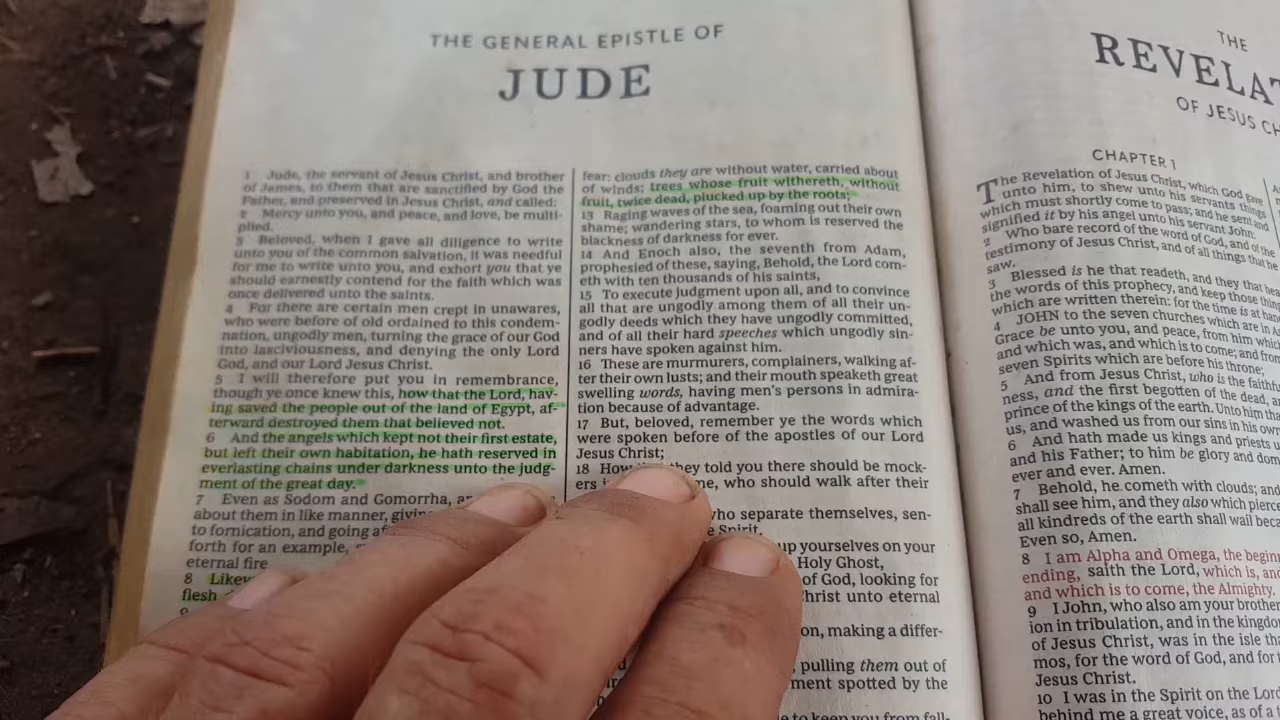 THE GENERAL EPISTLE OF
JUDE
1 Jude, the servant of Jesus Christ, and brother
of James, to them that are sanctified by God the
Father, and preserved in Jesus Christ, and called:
2 Mercy unto you, and peace, and love, be multi-
plied.
3 Beloved, when I gave all diligence to write
unto you of the common salvation, it was needful
for me to write unto you, and exhort you that ye
should earnestly contend for the faith which was
once delivered unto the saints.
4 For there are certain men crept in unawares,
who were before of old ordained to this condem-
nation, ungodly men, turning the grace of our God
into lasciviousness, and denying the only Lord
God, and our Lord Jesus Christ.
5 I will therefore put you in remembrance,
though ye once knew this, how that the Lord, hav-
ing saved the people out of the land of Egypt, af-
terward destroyed them that believed not.
6 And the angels which kept not their first estate,
but left their own habitation, he hath reserved in
everlasting chains under darkness unto the judg-
ment of the great day.
7 Even as Sodom and Gomorrha,
about them in like manner,
to fornication, and going
forth for an example,
eternal fire
8
flesh
fear: clouds they are without water, carried about
of winds; trees whose fruit withereth, without
fruit, twice dead, plucked up by the roots;
13 Raging waves of the sea, foaming out their own
shame; wandering stars, to whom is reserved the
blackness of darkness for ever.
14 And Enoch also, the seventh from Adam,
prophesied of these, saying, Behold, the Lord com-
eth with ten thousands of his saints,
15 To execute judgment upon all, and to convince
all that are ungodly among them of all their un-
godly deeds which they have ungodly committed,
and of all their hard speeches which ungodly sin-
ners have spoken against him.
16 These are murmurers, complainers, walking af-
ter their own lusts; and their mouth speaketh great
swelling words, having men's persons in admira-
tion because of advantage.
17 But, beloved, remember ye the words which
were spoken before of the apostles of our Lord
Jesus Christ;
18 they told you there should be mock-
ers who should walk after their
who separate themselves, sen-
Spirit.
up yourselves on your
Holy Ghost,
of God, looking for
Christ unto eternal
on, making a differ-
, pulling them out of
ment spotted by the
to keep you from fall-
THE
REVELAT
OF JESUS CH
CHAPTER 1
The Revelation of Jesus Christ, which God gave
unto him, to shew unto his servants things
which must shortly come to pass; and he sent and
signified it by his angel unto his servant John:
2 Who bare record of the word of God, and of the
testimony of Jesus Christ, and of all things that he
saw.
3 Blessed is he that readeth, and they that hear
the words of this prophecy, and keep those things
which are written therein: for the time is at hand
4 JOHN to the seven churches which are in
Grace be unto you, and peace, from him which
and which was, and which is to come; and from
seven Spirits which are before his throne;
5 And from Jesus Christ, who is the faithful
ness, and the first begotten of the dead,
prince of the kings of the earth. Unto him that
us, and washed us from our sins in his own
6 And hath made us kings and priests
and his Father; to him be glory and dom
ever and ever. Amen.
7 Behold, he cometh with clouds; and
shall see him, and they also which pierc
all kindreds of the earth shall wail beca
Even so, Amen.
8 I am Alpha and Omega, the begin
ending, saith the Lord, which is, and
and which is to come, the Almighty.
9 I John, who also am your brother
ion in tribulation, and in the kingdo
of Jesus Christ, was in the isle tha
mos, for the word of God, and for
Jesus Christ.
10 I was in the Spirit on the Lord
behind me a great voice, as of a